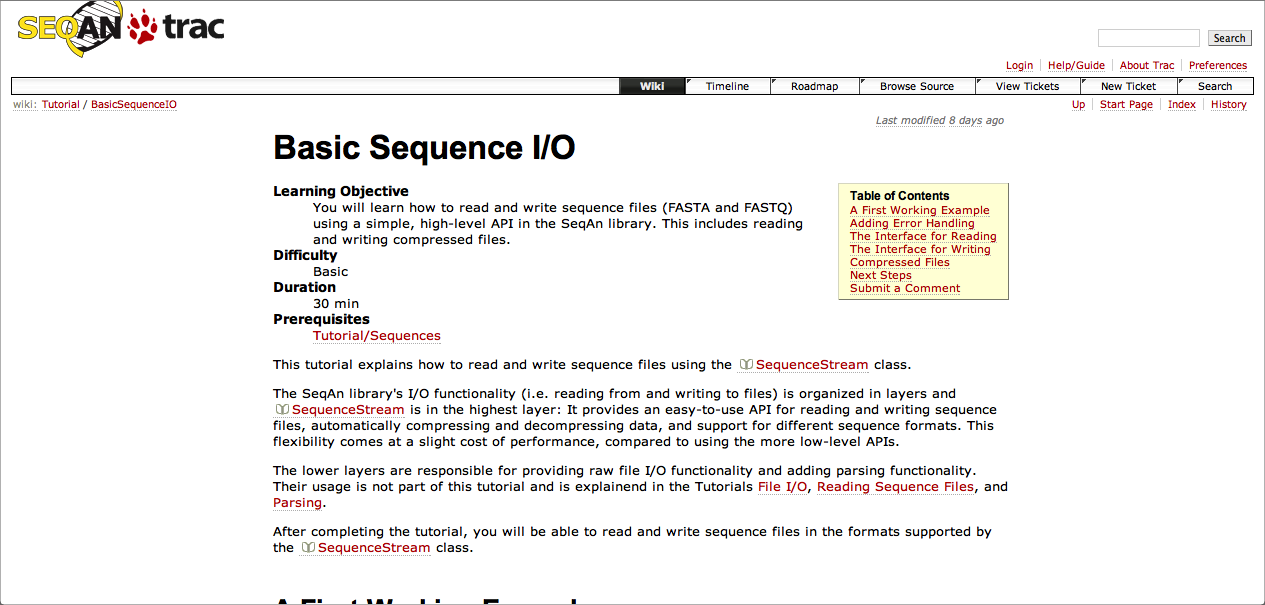 SEQAN trac
Search
Login Help/Guide About Trac Preferences
Wiki Timeline Roadmap Browse Source View Tickets New Ticket Search
wiki: Tutorial / BasicSequenceIO
Up Start Page Index History
Last modified 8 days ago
Basic Sequence I/O
Learning Objective
You will learn how to read and write sequence files (FASTA and FASTQ)
using a simple, high-level API in the SeqAn library. This includes reading
and writing compressed files.
Difficulty
Basic
Duration
30 min
Prerequisites
Tutorial/Sequences
Table of Contents
A First Working Example
Adding Error Handling
The Interface for Reading
The Interface for Writing
Compressed Files
Next Steps
Submit a Comment
This tutorial explains how to read and write sequence files using the SequenceStream class.
The SeqAn library's I/O functionality (i.e. reading from and writing to files) is organized in layers and
SequenceStream is in the highest layer: It provides an easy-to-use API for reading and writing sequence
files, automatically compressing and decompressing data, and support for different sequence formats. This
flexibility comes at a slight cost of performance, compared to using the more low-level APIs.
The lower layers are responsible for providing raw file I/O functionality and adding parsing functionality.
Their usage is not part of this tutorial and is explainend in the Tutorials File I/O, Reading Sequence Files, and
Parsing.
After completing the tutorial, you will be able to read and write sequence files in the formats supported by
the SequenceStream class.
A First Working Example